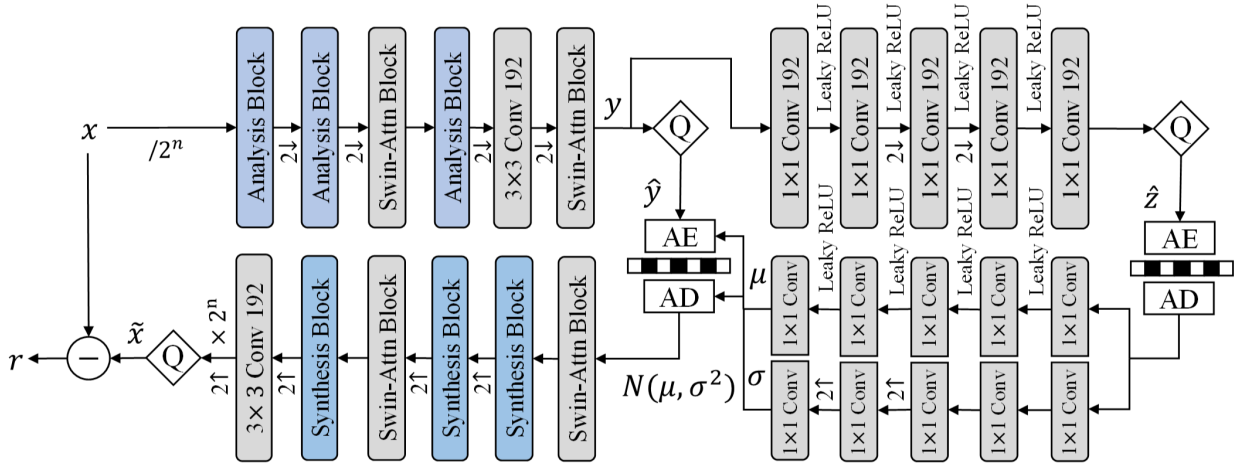 x
/2ⁿ
Analysis Block
2↓
Analysis Block
2↓
Swin-Attn Block
Analysis Block
2↓
3×3 Conv 192
2↓
Swin-Attn Block
y
Q
ŷ
AE
AD
N(μ, σ²)
1×1 Conv 192
Leaky ReLU
1×1 Conv 192
Leaky ReLU
2↓
1×1 Conv 192
Leaky ReLU
2↓
1×1 Conv 192
Leaky ReLU
1×1 Conv 192
Q
ẑ
AE
AD
μ
1×1 Conv
Leaky ReLU
1×1 Conv
Leaky ReLU
1×1 Conv
Leaky ReLU
1×1 Conv
Leaky ReLU
1×1 Conv
σ
1×1 Conv
2↑
1×1 Conv
2↑
1×1 Conv
1×1 Conv
1×1 Conv
r
−
x̃
Q
× 2ⁿ
2↑
3× 3 Conv 192
2↑
Synthesis Block
Swin-Attn Block
2↑
Synthesis Block
2↑
Synthesis Block
Swin-Attn Block